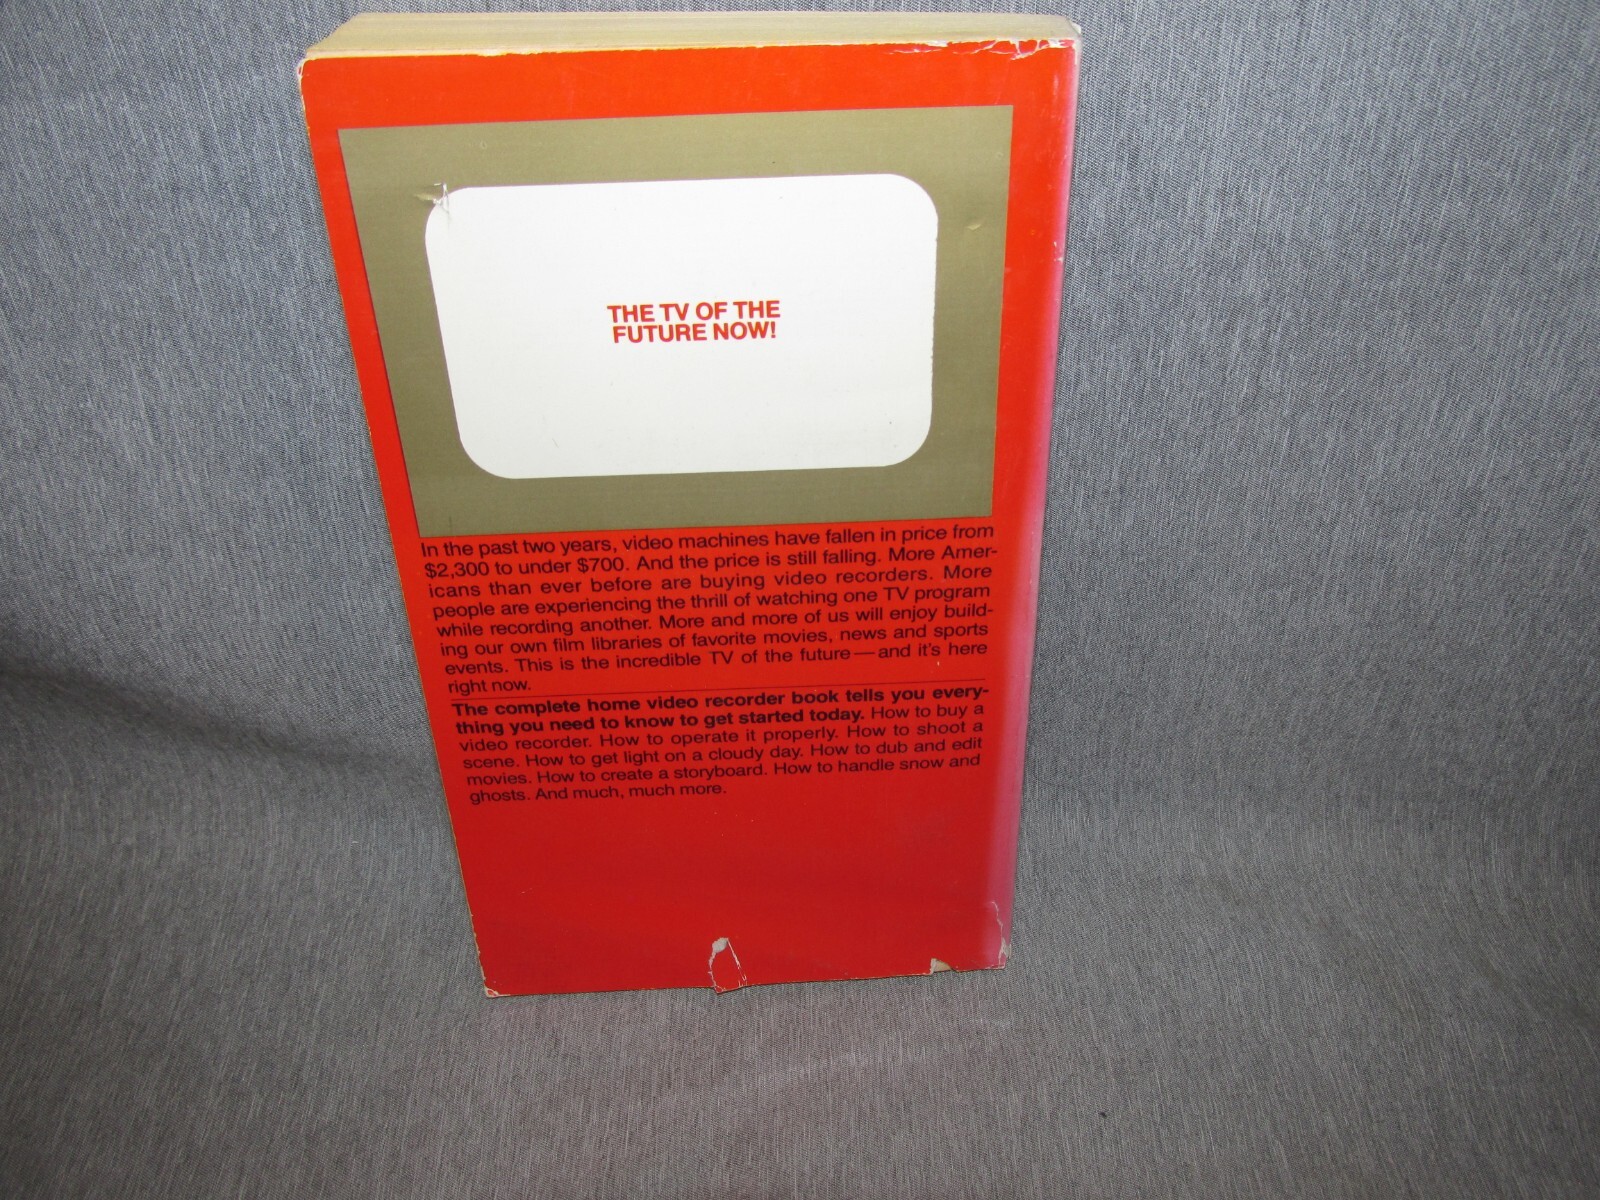 THE TV OF THE
FUTURE NOW!
In the past two years, video machines have fallen in price from
$2,300 to under $700. And the price is still falling. More Amer-
icans than ever before are buying video recorders. More
people are experiencing the thrill of watching one TV program
while recording another. More and more of us will enjoy build-
ing our own film libraries of favorite movies, news and sports
events. This is the incredible TV of the future—and it's here
right now.
The complete home video recorder book tells you every-
thing you need to know to get started today. How to buy a
video recorder. How to operate it properly. How to shoot a
scene. How to get light on a cloudy day. How to dub and edit
movies. How to create a storyboard. How to handle snow and
ghosts. And much, much more.